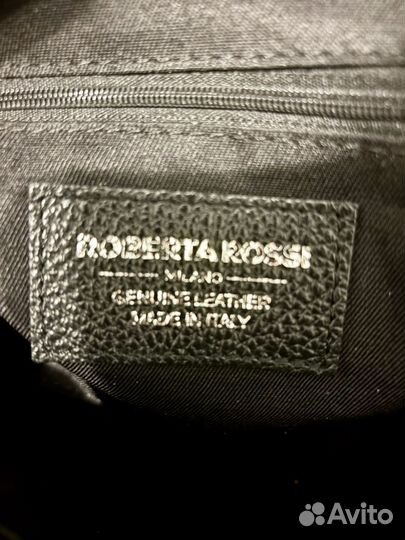 ROBERTA ROSSI
MILANO
GENUINE LEATHER
MADE IN ITALY
Avito